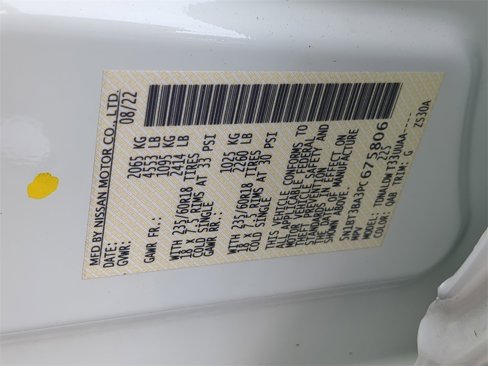 MFD BY NISSAN MOTOR CO.,LTD.
DATE: 08/22
GVWR: 2065 KG
4553 LB
GAWR FR.: 1095 KG
2414 LB
WITH 235/60R18 TIRES
18 X 7.5J RIMS AT 33 PSI
COLD SINGLE
GAWR RR.: 1025 KG
2260 LB
WITH 235/60R18 TIRES
18 X 7.5J RIMS AT 30 PSI
COLD SINGLE
THIS VEHICLE CONFORMS TO
ALL APPLICABLE FEDERAL
MOTOR VEHICLE SAFETY AND
THEFT PREVENTION
STANDARDS IN EFFECT ON
THE DATE OF MANUFACTURE
SHOWN ABOVE.
5N1BT3BA3PC675806
MPV
MODEL: 225
COLOR: QAB TRIM G ZS30A